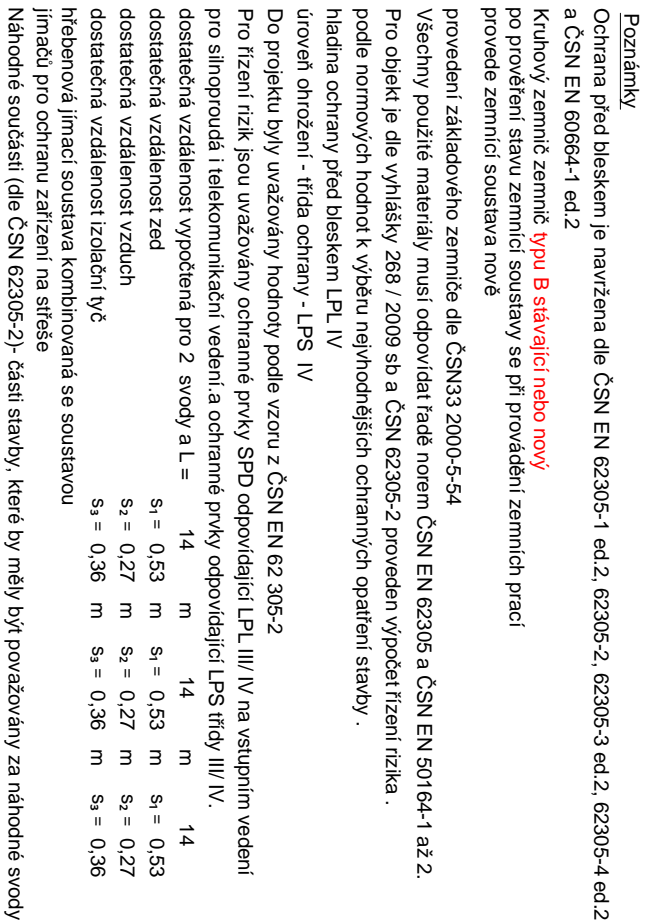 Poznámky
Ochrana před bleskem je navržena dle ČSN EN 62305-1 ed.2, 62305-2, 62305-3 ed.2, 62305-4 ed.2
a ČSN EN 60664-1 ed.2
Kruhový zemnič zemnič typu B stávající nebo nový
po prověření stavu zemnící soustavy se při provádění zemních prací
provede zemnící soustava nově
provedení základového zemniče dle ČSN33 2000-5-54
Všechny použité materiály musí odpovídat řadě norem ČSN EN 62305 a ČSN EN 50164-1 až 2.
Pro objekt je dle vyhlášky 268 / 2009 sb a ČSN 62305-2 proveden výpočet řízení rizika .
podle normových hodnot k výběru nejvhodnějších ochranných opatření stavby .
hladina ochrany před bleskem LPL IV
úroveň ohrožení - třída ochrany - LPS IV
Do projektu byly uvažovány hodnoty podle vzoru z ČSN EN 62 305-2
Pro řízení rizik jsou uvažovány ochranné prvky SPD odpovídající LPL III/ IV na vstupním vedení
pro silnoproudá i telekomunikační vedení.a ochranné prvky odpovídající LPS třídy III/ IV.
dostatečná vzdálenost vypočtená pro 2 svody a L = 14 m 14 m 14
dostatečná vzdálenost zed s₁ = 0,53 m s₁ = 0,53 m s₁ = 0,53
dostatečná vzdálenost vzduch s₂ = 0,27 m s₂ = 0,27 m s₂ = 0,27
dostatečná vzdálenost izolační tyč s₃ = 0,36 m s₃ = 0,36 m s₃ = 0,36
hřebenová jímací soustava kombinovaná se soustavou
jímačů pro ochranu zařízení na střeše
Náhodné součásti (dle ČSN 62305-2)- části stavby, které by měly být považovány za náhodné svody